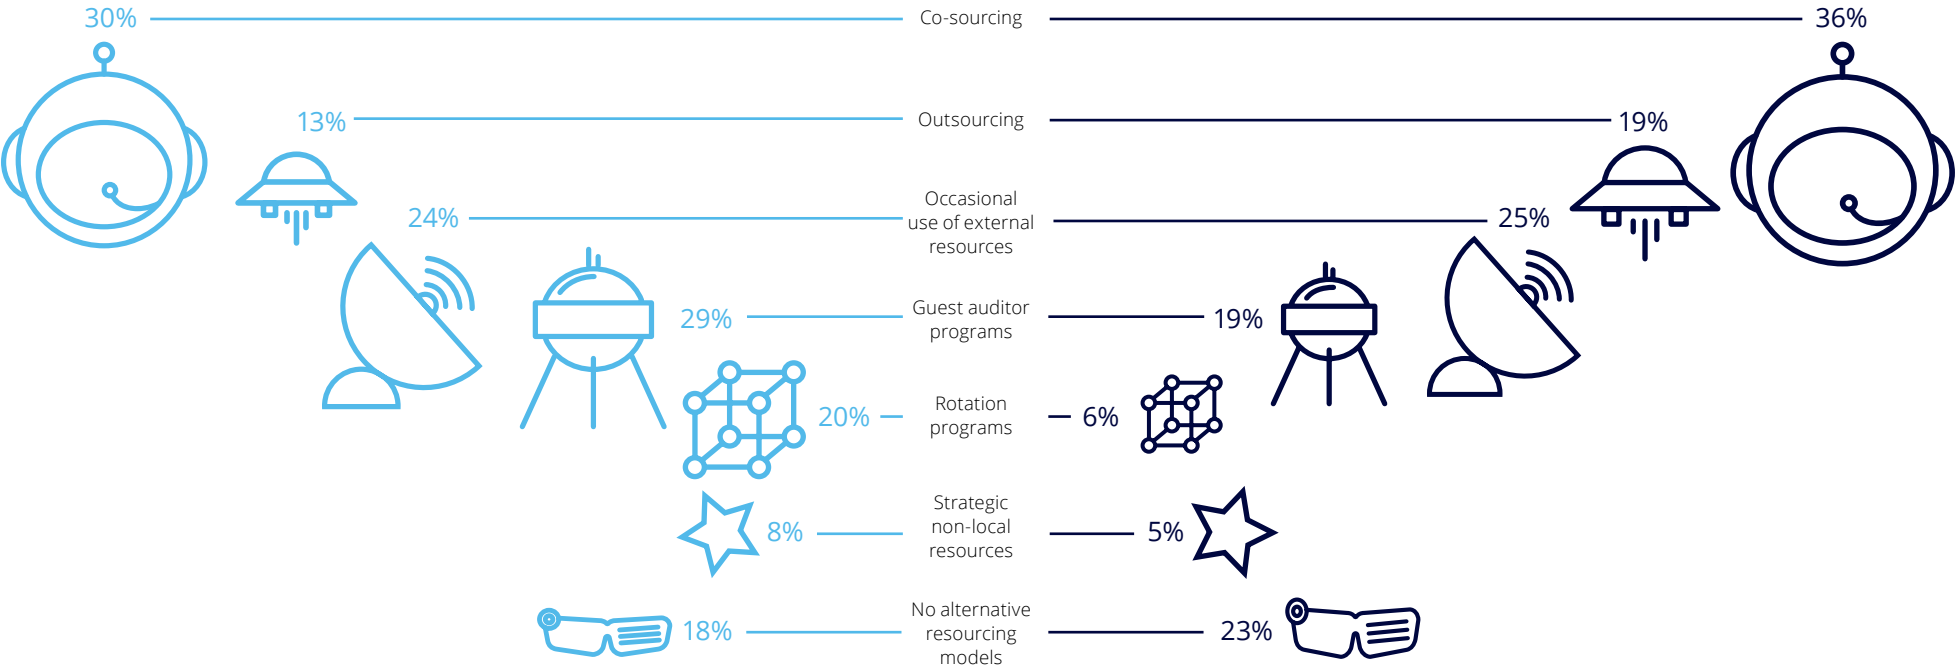 30% Co-sourcing 36%
13% Outsourcing 19%
Occasional
24% use of external 25%
resources
Guest auditor
29% programs 19%
Rotation
20% programs 6%
Strategic
8% non-local 5%
resources
No alternative
18% resourcing 23%
models